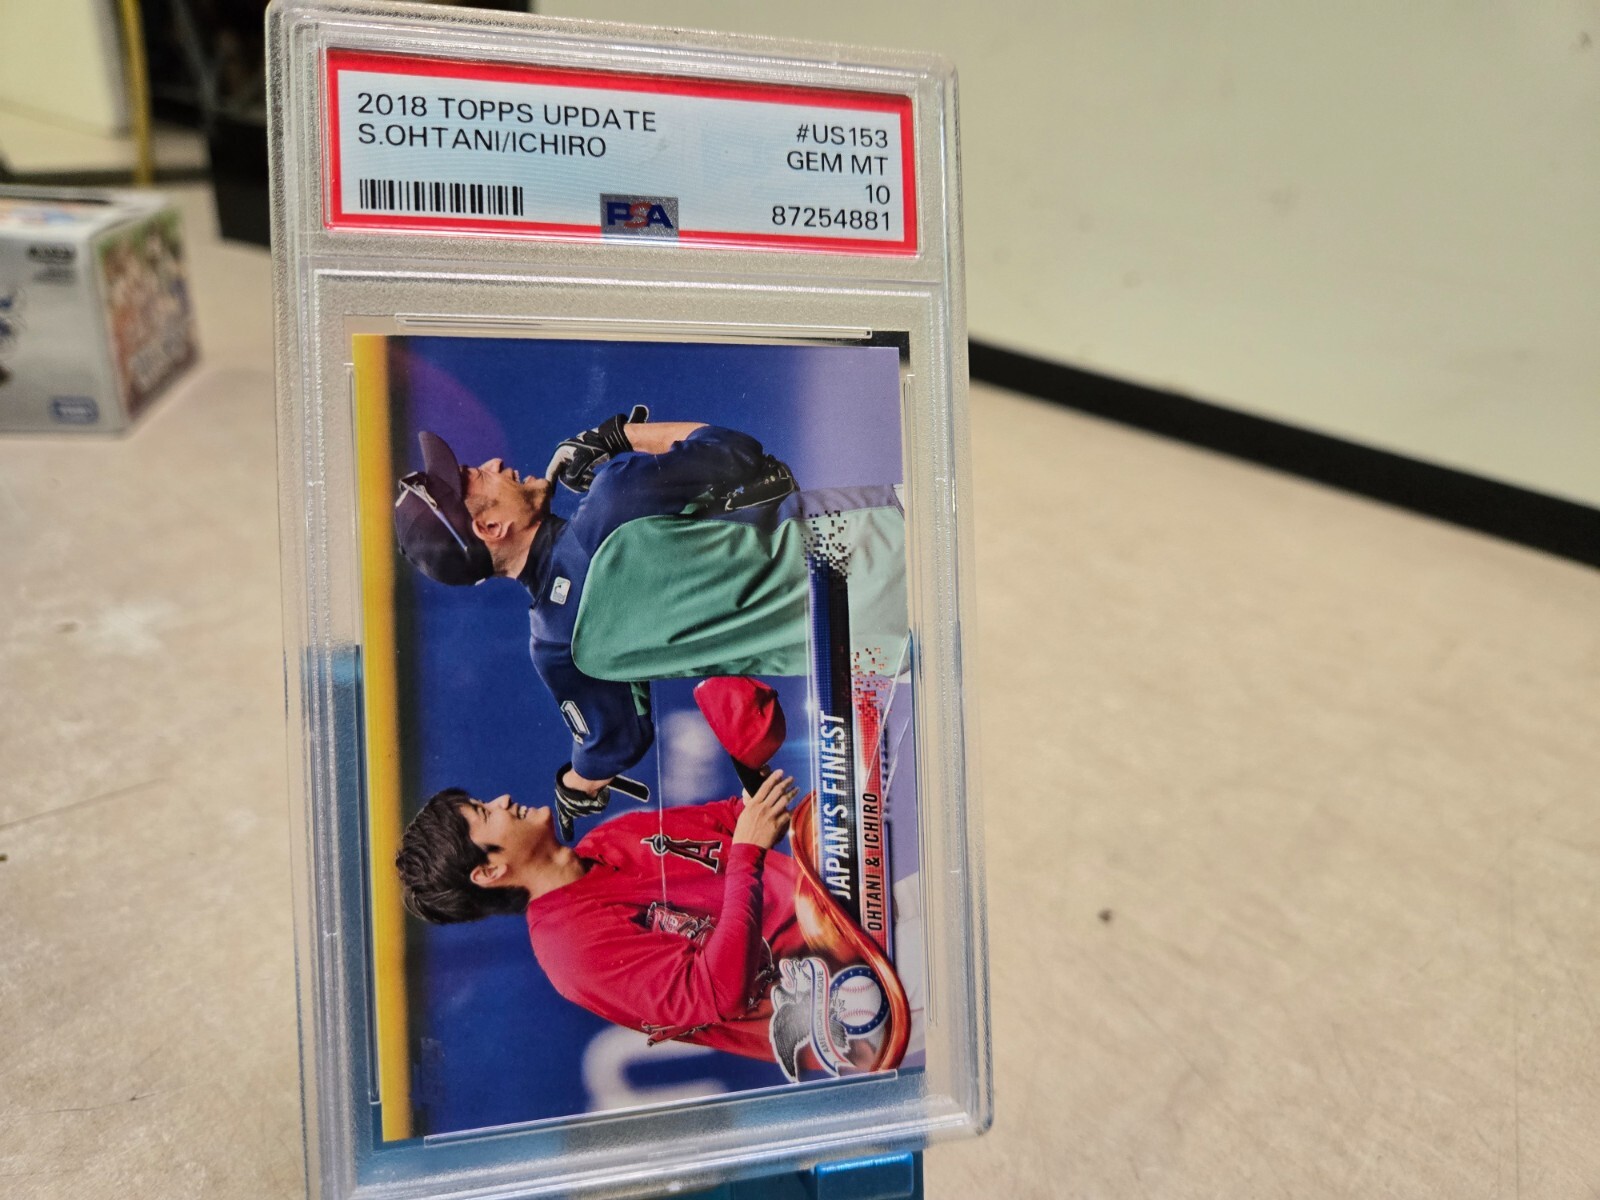 2018 TOPPS UPDATE
S.OHTANI/ICHIRO
#US153
GEM MT
10
87254881
PSA
JAPAN'S FINEST
OHTANI & ICHIRO
AMERICAN LEAGUE
A